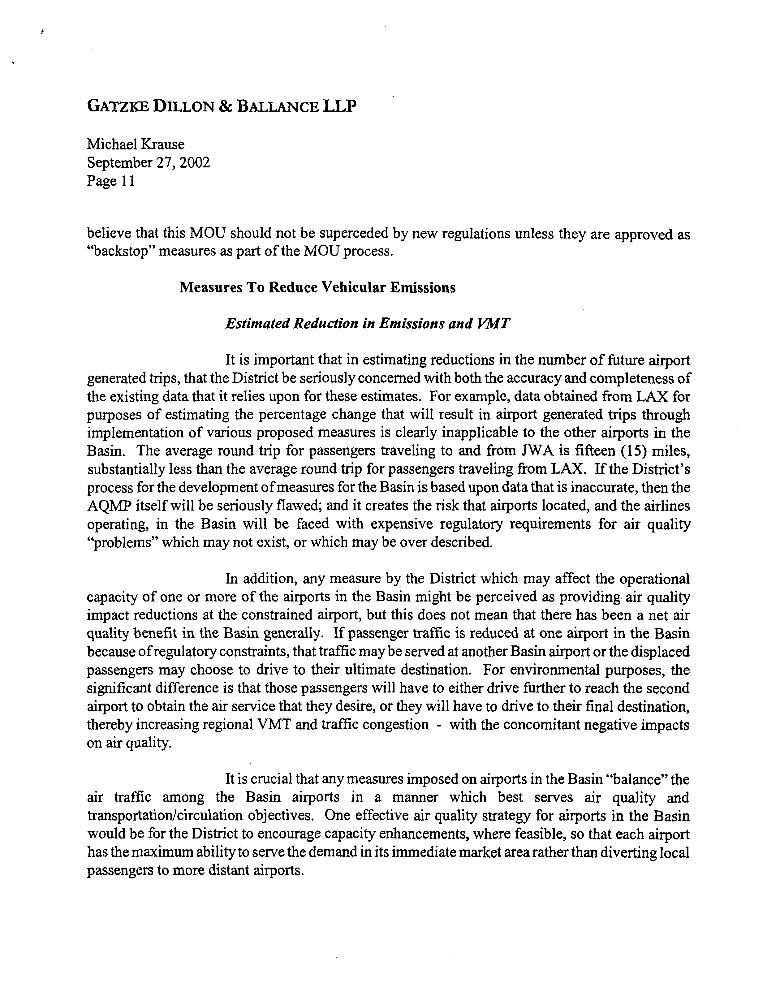 GATZKE DILLON & BALLANCE LLP
Michael Krause
September 27, 2002
Page 11
believe that this MOU should not be superceded by new regulations unless they are approved as
“backstop” measures as part of the MOU process.
Measures To Reduce Vehicular Emissions
Estimated Reduction in Emissions and VMT
It is important that in estimating reductions in the number of future airport
generated trips, that the District be seriously concerned with both the accuracy and completeness of
the existing data that it relies upon for these estimates. For example, data obtained from LAX for
purposes of estimating the percentage change that will result in airport generated trips through
implementation of various proposed measures is clearly inapplicable to the other airports in the
Basin. The average round trip for passengers traveling to and from JWA is fifteen (15) miles,
substantially less than the average round trip for passengers traveling from LAX. If the District's
process for the development of measures for the Basin is based upon data that is inaccurate, then the
AQMP itself will be seriously flawed; and it creates the risk that airports located, and the airlines
operating, in the Basin will be faced with expensive regulatory requirements for air quality
“problems” which may not exist, or which may be over described.
In addition, any measure by the District which may affect the operational
capacity of one or more of the airports in the Basin might be perceived as providing air quality
impact reductions at the constrained airport, but this does not mean that there has been a net air
quality benefit in the Basin generally. If passenger traffic is reduced at one airport in the Basin
because of regulatory constraints, that traffic may be served at another Basin airport or the displaced
passengers may choose to drive to their ultimate destination. For environmental purposes, the
significant difference is that those passengers will have to either drive further to reach the second
airport to obtain the air service that they desire, or they will have to drive to their final destination,
thereby increasing regional VMT and traffic congestion - with the concomitant negative impacts
on air quality.
It is crucial that any measures imposed on airports in the Basin “balance” the
air traffic among the Basin airports in a manner which best serves air quality and
transportation/circulation objectives. One effective air quality strategy for airports in the Basin
would be for the District to encourage capacity enhancements, where feasible, so that each airport
has the maximum ability to serve the demand in its immediate market area rather than diverting local
passengers to more distant airports.